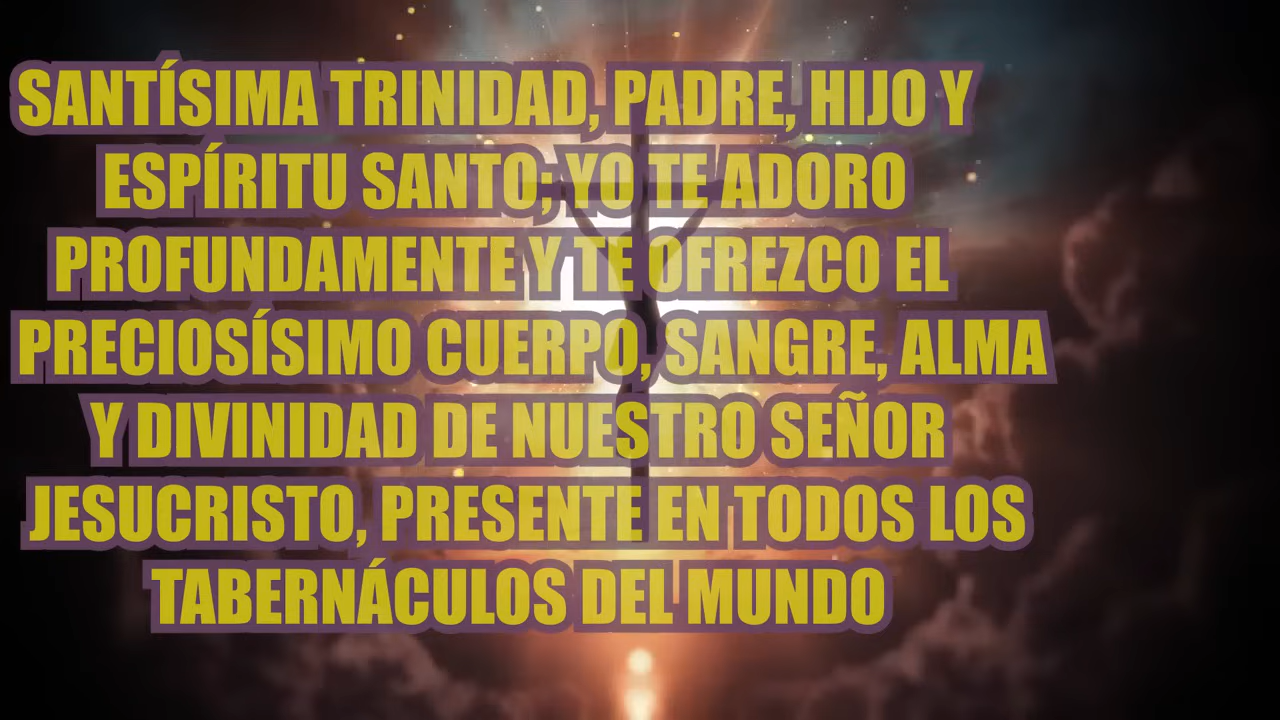 SANTÍSIMA TRINIDAD, PADRE, HIJO Y
ESPÍRITU SANTO; YO TE ADORO
PROFUNDAMENTE Y TE OFREZCO EL
PRECIOSÍSIMO CUERPO, SANGRE, ALMA
Y DIVINIDAD DE NUESTRO SEÑOR
JESUCRISTO, PRESENTE EN TODOS LOS
TABERNÁCULOS DEL MUNDO